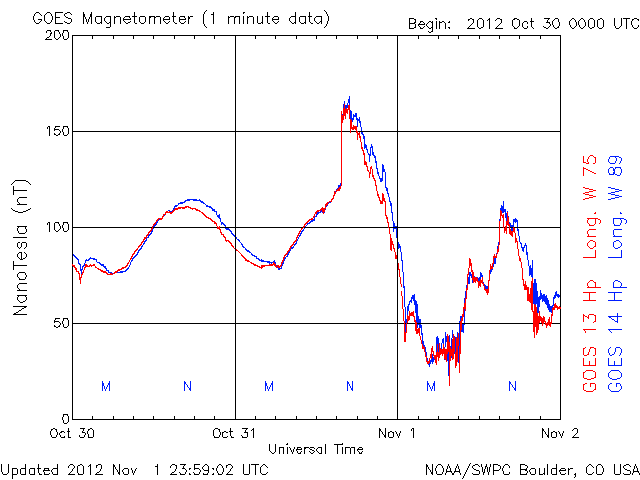 GOES Magnetometer (1 minute data)
Begin: 2012 Oct 30 0000 UTC
200
150
100
50
0
NanoTesla (nT)
M N M N M N
Oct 30 Oct 31 Nov 1 Nov 2
Universal Time
GOES 13 Hp Long. W 75
GOES 14 Hp Long. W 89
Updated 2012 Nov 1 23:59:02 UTC
NOAA/SWPC Boulder, CO USA